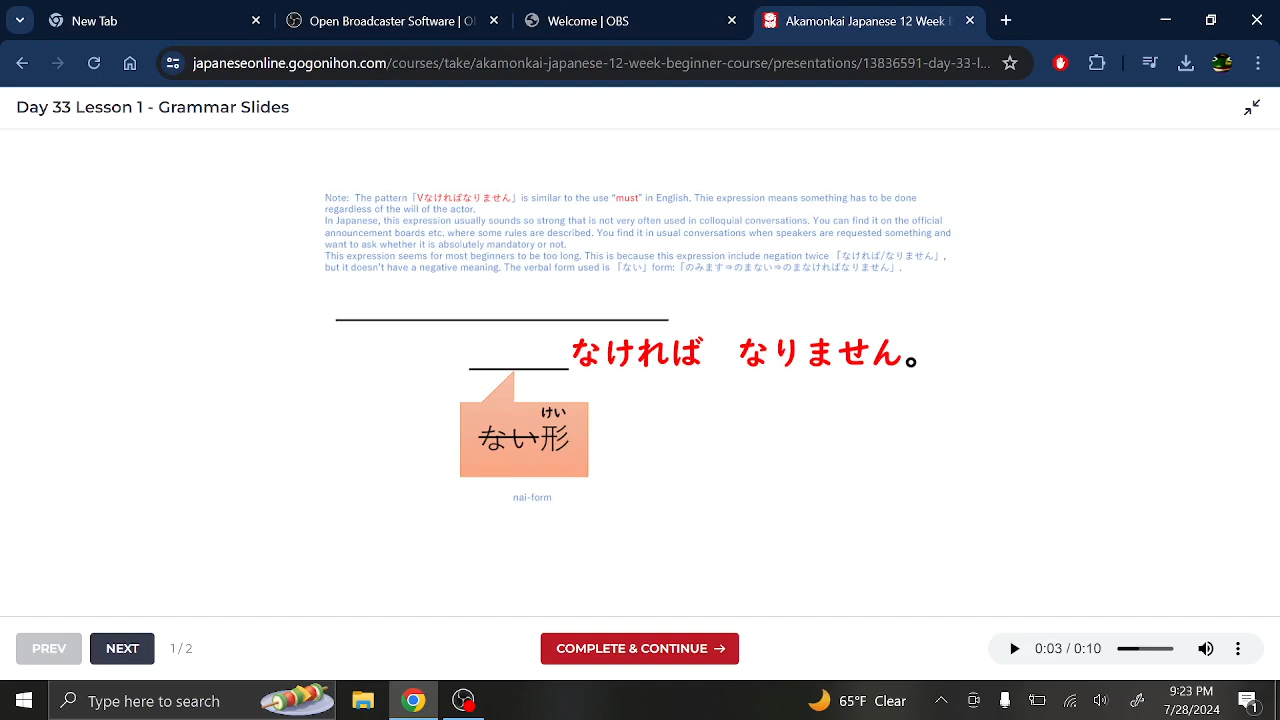 New Tab
Open Broadcaster Software | O
Welcome | OBS
Akamonkai Japanese 12 Week B
japaneseonline.gogonihon.com/courses/take/akamonkai-japanese-12-week-beginner-course/presentations/13836591-day-33-l...
Day 33 Lesson 1 - Grammar Slides
Note: The pattern「Vなければなりません」is similar to the use “must” in English. Thie expression means something has to be done
regardless of the will of the actor.
In Japanese, this expression usually sounds so strong that is not very often used in colloquial conversations. You can find it on the official
announcement boards etc. where some rules are described. You find it in usual conversations when speakers are requested something and
want to ask whether it is absolutely mandatory or not.
This expression seems for most beginners to be too long. This is because this expression include negation twice 「なければ/なりません」,
but it doesn’t have a negative meaning. The verbal form used is 「ない」form:「のみます⇒のまない⇒のまなければなりません」.
なければ　なりません。
けい
ない形
nai-form
PREV
NEXT
1 / 2
COMPLETE & CONTINUE →
0:03 / 0:10
Type here to search
65°F Clear
9:23 PM
7/28/2024
1